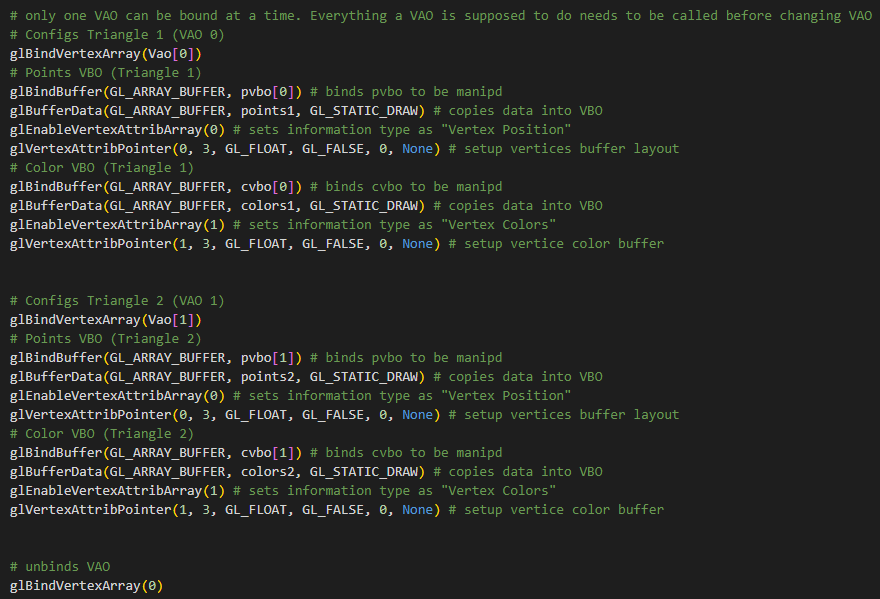 # only one VAO can be bound at a time. Everything a VAO is supposed to do needs to be called before changing VAO
# Configs Triangle 1 (VAO 0)
glBindVertexArray(Vao[0])
# Points VBO (Triangle 1)
glBindBuffer(GL_ARRAY_BUFFER, pvbo[0]) # binds pvbo to be manipd
glBufferData(GL_ARRAY_BUFFER, points1, GL_STATIC_DRAW) # copies data into VBO
glEnableVertexAttribArray(0) # sets information type as "Vertex Position"
glVertexAttribPointer(0, 3, GL_FLOAT, GL_FALSE, 0, None) # setup vertices buffer layout
# Color VBO (Triangle 1)
glBindBuffer(GL_ARRAY_BUFFER, cvbo[0]) # binds cvbo to be manipd
glBufferData(GL_ARRAY_BUFFER, colors1, GL_STATIC_DRAW) # copies data into VBO
glEnableVertexAttribArray(1) # sets information type as "Vertex Colors"
glVertexAttribPointer(1, 3, GL_FLOAT, GL_FALSE, 0, None) # setup vertice color buffer
# Configs Triangle 2 (VAO 1)
glBindVertexArray(Vao[1])
# Points VBO (Triangle 2)
glBindBuffer(GL_ARRAY_BUFFER, pvbo[1]) # binds pvbo to be manipd
glBufferData(GL_ARRAY_BUFFER, points2, GL_STATIC_DRAW) # copies data into VBO
glEnableVertexAttribArray(0) # sets information type as "Vertex Position"
glVertexAttribPointer(0, 3, GL_FLOAT, GL_FALSE, 0, None) # setup vertices buffer layout
# Color VBO (Triangle 2)
glBindBuffer(GL_ARRAY_BUFFER, cvbo[1]) # binds cvbo to be manipd
glBufferData(GL_ARRAY_BUFFER, colors2, GL_STATIC_DRAW) # copies data into VBO
glEnableVertexAttribArray(1) # sets information type as "Vertex Colors"
glVertexAttribPointer(1, 3, GL_FLOAT, GL_FALSE, 0, None) # setup vertice color buffer
# unbinds VAO
glBindVertexArray(0)